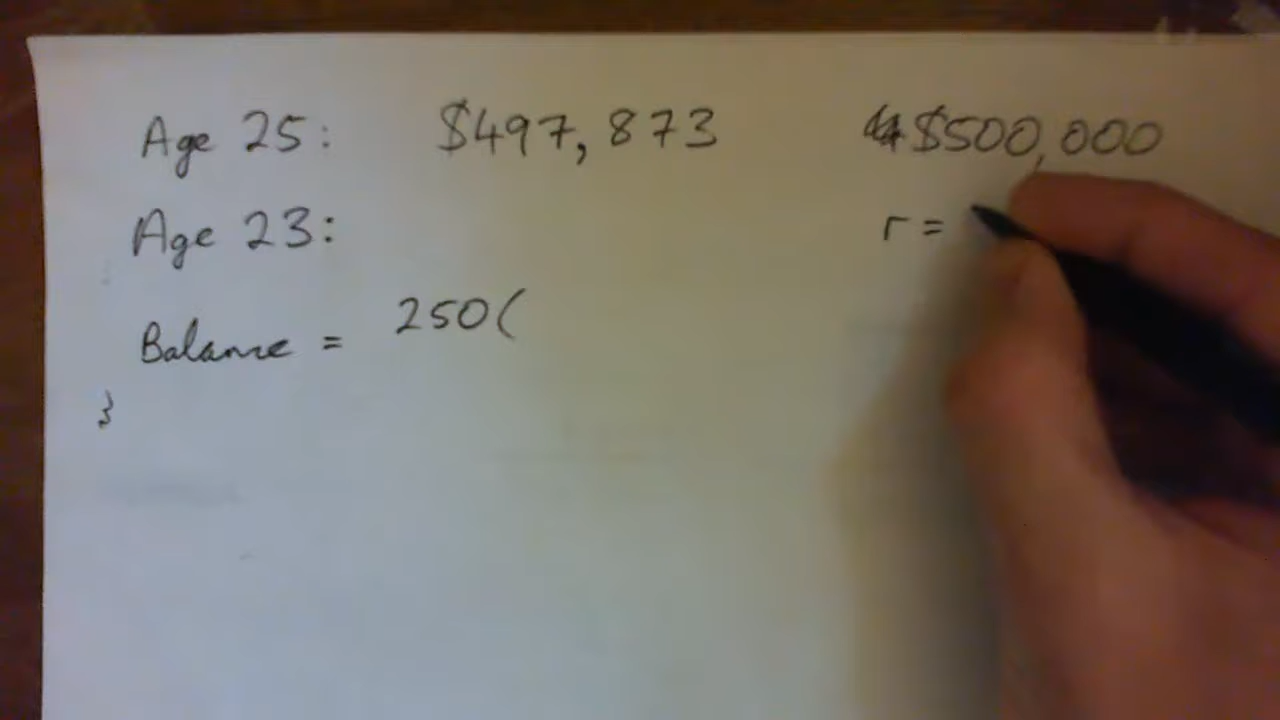 Age 25: $497,873 $500,000
Age 23: r =
Balance = 250(
}